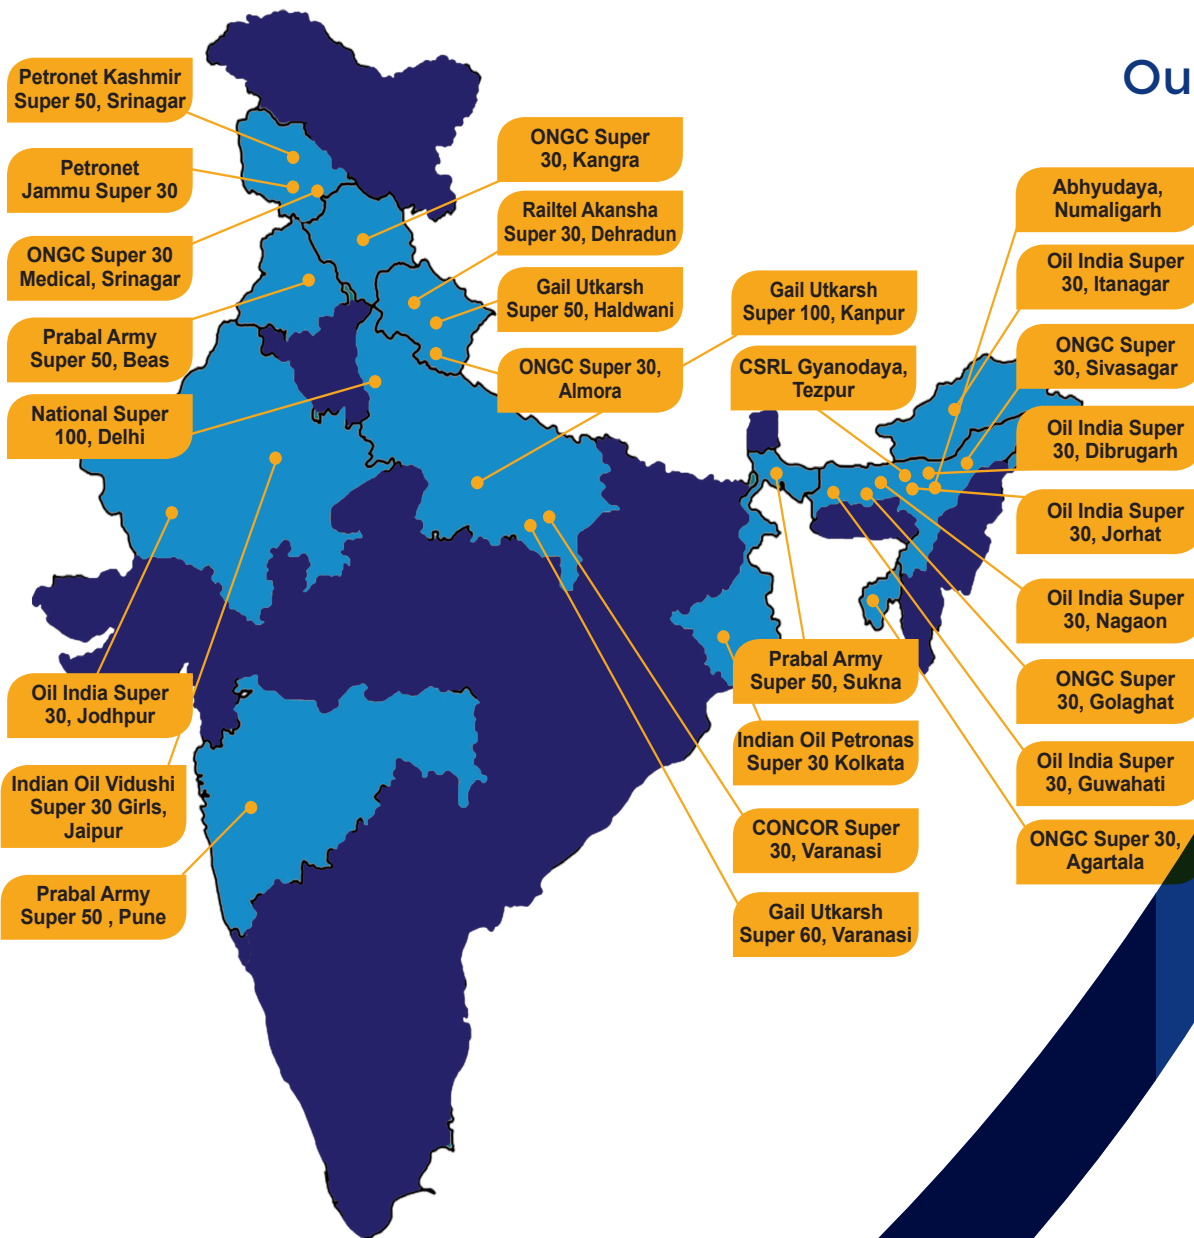 Ou
Petronet Kashmir
Super 50, Srinagar
Petronet
Jammu Super 30
ONGC Super 30
Medical, Srinagar
Prabal Army
Super 50, Beas
National Super
100, Delhi
Oil India Super
30, Jodhpur
Indian Oil Vidushi
Super 30 Girls,
Jaipur
Prabal Army
Super 50 , Pune
ONGC Super
30, Kangra
Railtel Akansha
Super 30, Dehradun
Gail Utkarsh
Super 50, Haldwani
ONGC Super 30,
Almora
Gail Utkarsh
Super 100, Kanpur
CSRL Gyanodaya,
Tezpur
Prabal Army
Super 50, Sukna
Indian Oil Petronas
Super 30 Kolkata
CONCOR Super
30, Varanasi
Gail Utkarsh
Super 60, Varanasi
Abhyudaya,
Numaligarh
Oil India Super
30, Itanagar
ONGC Super
30, Sivasagar
Oil India Super
30, Dibrugarh
Oil India Super
30, Jorhat
Oil India Super
30, Nagaon
ONGC Super
30, Golaghat
Oil India Super
30, Guwahati
ONGC Super 30,
Agartala